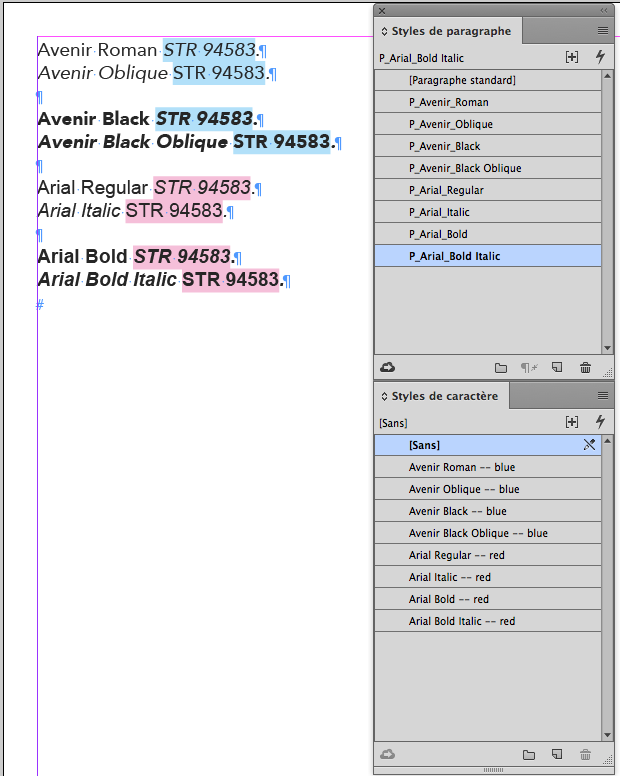 Avenir Roman STR 94583.¶
Avenir Oblique STR 94583.¶
¶
Avenir Black STR 94583.¶
Avenir Black Oblique STR 94583.¶
¶
Arial Regular STR 94583.¶
Arial Italic STR 94583.¶
¶
Arial Bold STR 94583.¶
Arial Bold Italic STR 94583.¶
#
Styles de paragraphe
P_Arial_Bold Italic
[Paragraphe standard]
P_Avenir_Roman
P_Avenir_Oblique
P_Avenir_Black
P_Avenir_Black Oblique
P_Arial_Regular
P_Arial_Italic
P_Arial_Bold
P_Arial_Bold Italic
Styles de caractère
[Sans]
[Sans]
Avenir Roman -- blue
Avenir Oblique -- blue
Avenir Black -- blue
Avenir Black Oblique -- blue
Arial Regular -- red
Arial Italic -- red
Arial Bold -- red
Arial Bold Italic -- red